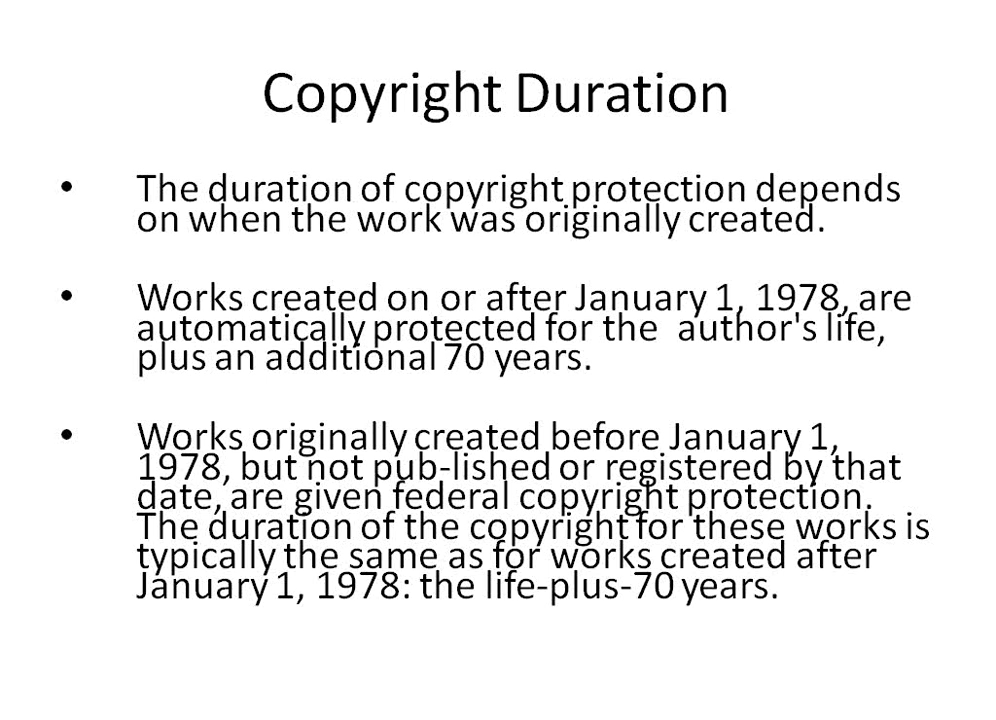 Copyright Duration
• The duration of copyright protection depends
on when the work was originally created.
• Works created on or after January 1, 1978, are
automatically protected for the  author's life,
plus an additional 70 years.
• Works originally created before January 1,
1978, but not pub-lished or registered by that
date, are given federal copyright protection.
The duration of the copyright for these works is
typically the same as for works created after
January 1, 1978: the life-plus-70 years.